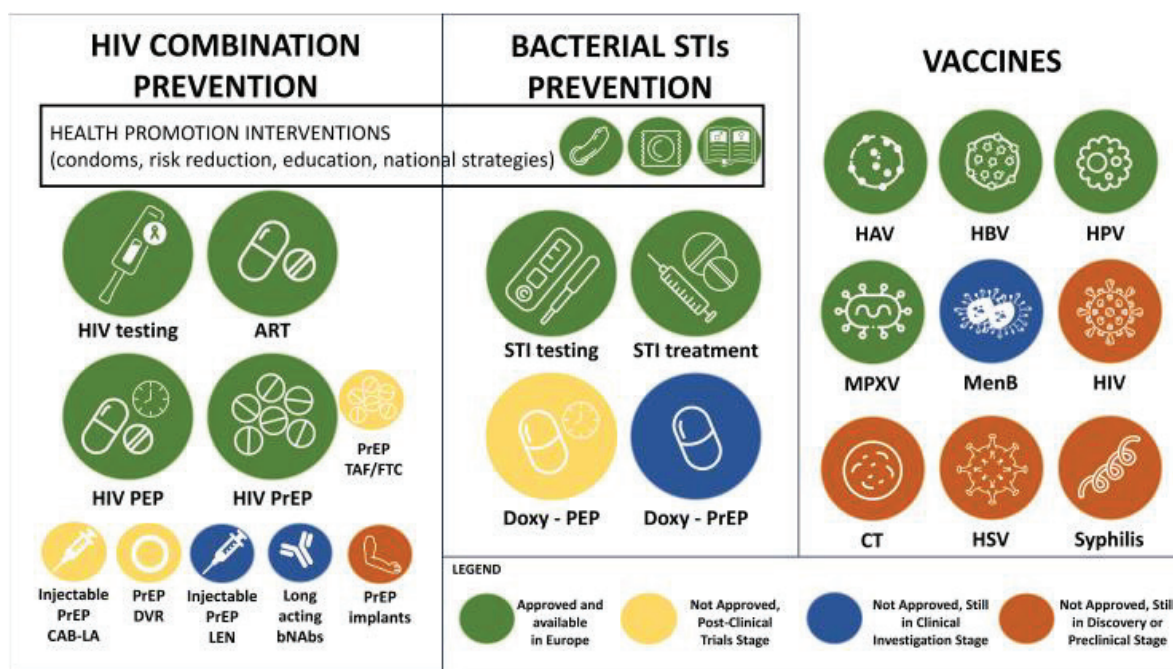 HIV COMBINATION
PREVENTION
BACTERIAL STIs
PREVENTION
VACCINES
HEALTH PROMOTION INTERVENTIONS
(condoms, risk reduction, education, national strategies)
HIV testing
ART
HIV PEP
HIV PrEP
PrEP
TAF/FTC
Injectable
PrEP
CAB-LA
PrEP
DVR
Injectable
PrEP
LEN
Long
acting
bNAbs
PrEP
implants
STI testing
STI treatment
Doxy - PEP
Doxy - PrEP
HAV
HBV
HPV
MPXV
MenB
HIV
CT
HSV
Syphilis
LEGEND
Approved and
available
in Europe
Not Approved,
Post-Clinical
Trials Stage
Not Approved, Still
in Clinical
Investigation Stage
Not Approved, Still
in Discovery or
Preclinical Stage